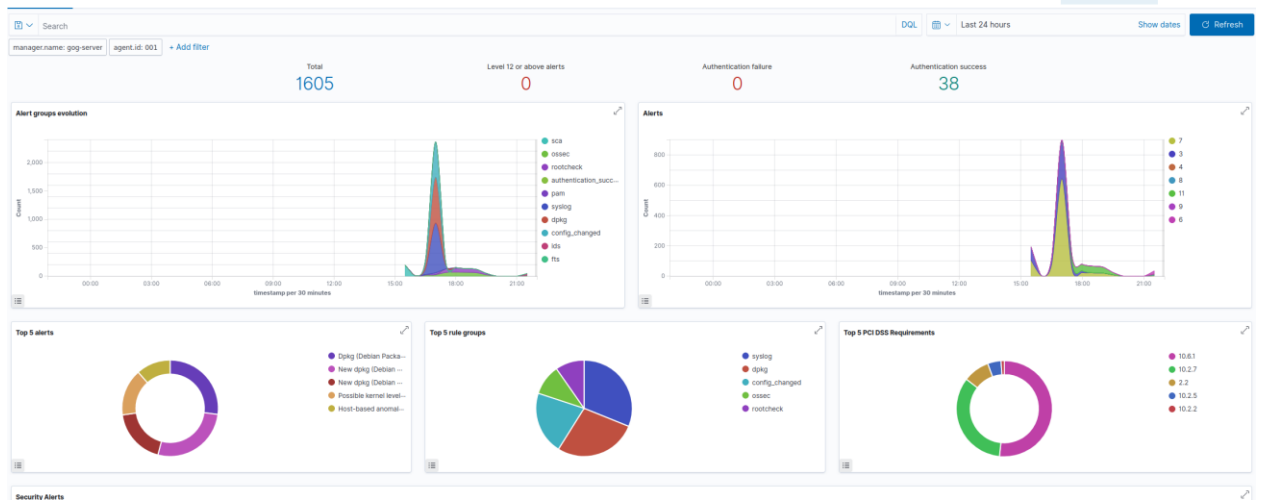 Search
DQL
Last 24 hours
Show dates
Refresh
manager.name: gog-server
agent.id: 001
+ Add filter
Total
1605
Level 12 or above alerts
0
Authentication failure
0
Authentication success
38
Alert groups evolution
Count
2,000
1,500
1,000
500
0
00:00 03:00 06:00 09:00 12:00 15:00 18:00 21:00
timestamp per 30 minutes
sca
ossec
rootcheck
authentication_succ...
pam
syslog
dpkg
config_changed
ids
fts
Alerts
Count
800
600
400
200
0
00:00 03:00 06:00 09:00 12:00 15:00 18:00 21:00
timestamp per 30 minutes
7
3
4
8
11
9
6
Top 5 alerts
Dpkg (Debian Packa...
New dpkg (Debian ...
New dpkg (Debian ...
Possible kernel level...
Host-based anomal...
Top 5 rule groups
syslog
dpkg
config_changed
ossec
rootcheck
Top 5 PCI DSS Requirements
10.6.1
10.2.7
2.2
10.2.5
10.2.2
Security Alerts